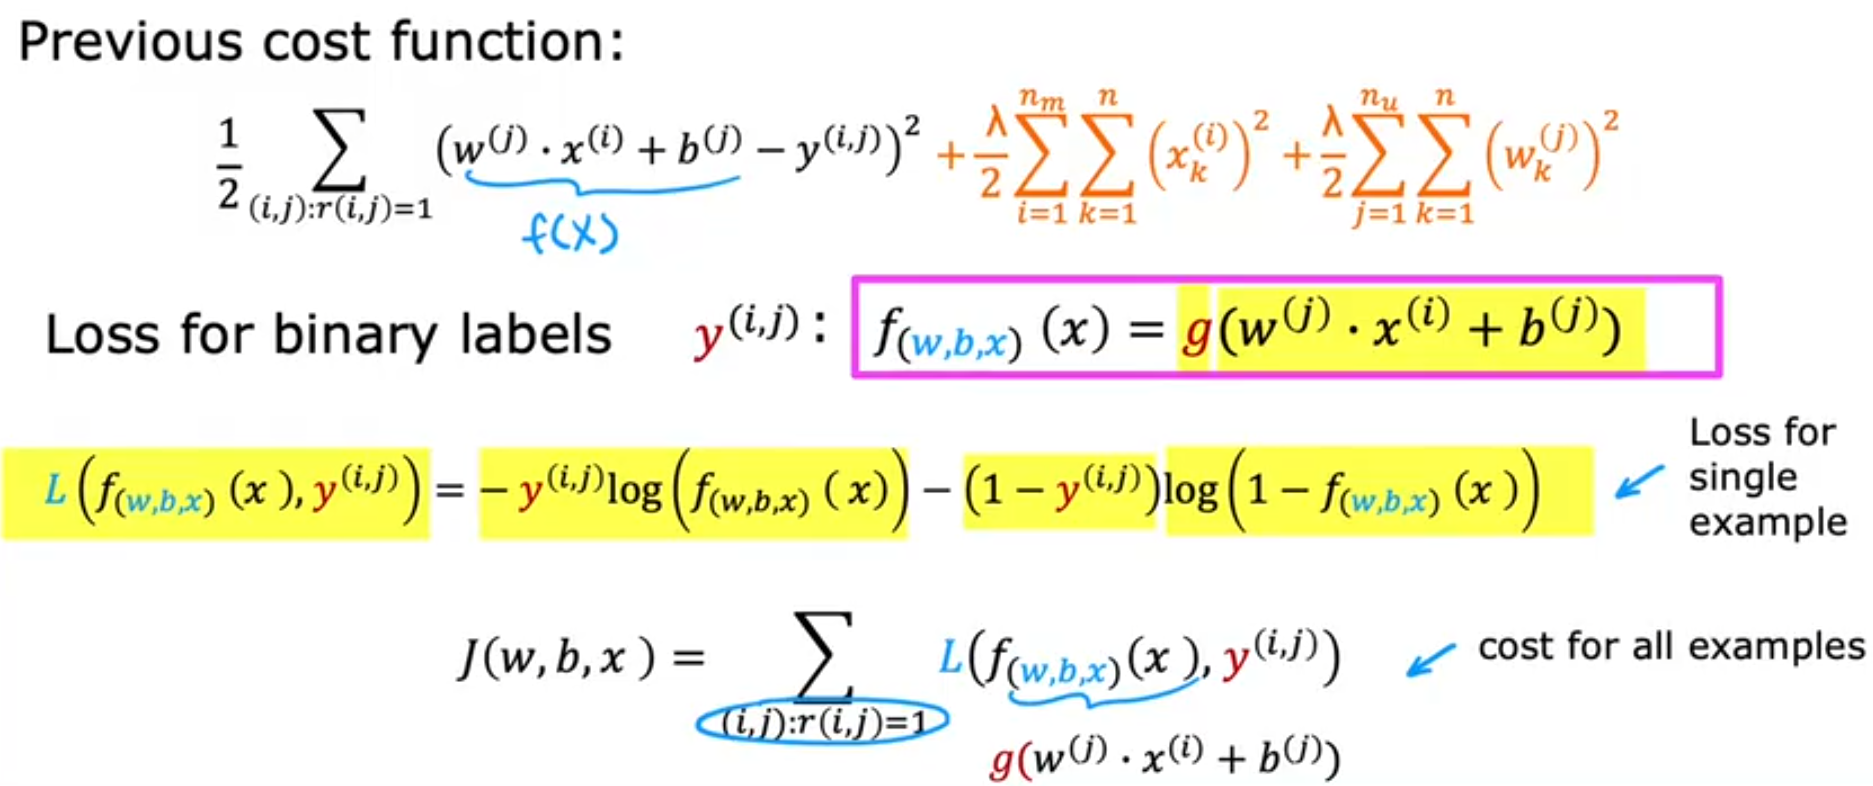 Previous cost function:
$\frac{1}{2} \sum_{(i,j):r(i,j)=1} (w^{(j)} \cdot x^{(i)} + b^{(j)} - y^{(i,j)})^2 + \frac{\lambda}{2} \sum_{i=1}^{n_m} \sum_{k=1}^{n} (x_k^{(i)})^2 + \frac{\lambda}{2} \sum_{j=1}^{n_u} \sum_{k=1}^{n} (w_k^{(j)})^2$
f(x)
Loss for binary labels $y^{(i,j)}$ : $f_{(w,b,x)}(x) = g(w^{(j)} \cdot x^{(i)} + b^{(j)})$
$L(f_{(w,b,x)}(x), y^{(i,j)}) = -y^{(i,j)} \log(f_{(w,b,x)}(x)) - (1 - y^{(i,j)}) \log(1 - f_{(w,b,x)}(x))$
Loss for
single
example
$J(w, b, x) = \sum_{(i,j):r(i,j)=1} L(f_{(w,b,x)}(x), y^{(i,j)})$
cost for all examples
$g(w^{(j)} \cdot x^{(i)} + b^{(j)})$